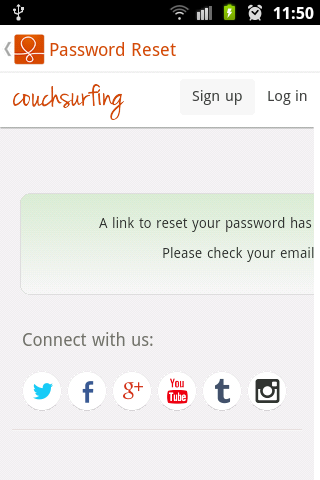 11:50
Password Reset
couchsurfing
Sign up
Log in
A link to reset your password has
Please check your email
Connect with us:
g+
You
Tube
t